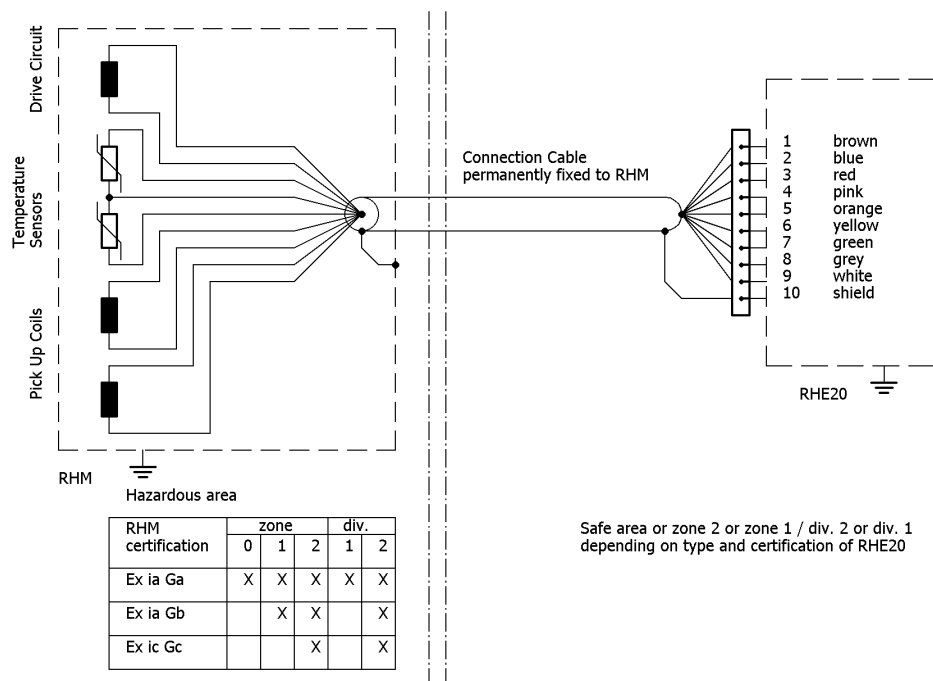 Drive Circuit
Temperature
Sensors
Pick Up Coils
RHM
Hazardous area
Connection Cable
permanently fixed to RHM
1 brown
2 blue
3 red
4 pink
5 orange
6 yellow
7 green
8 grey
9 white
10 shield
RHE20
RHM certification zone div.
0 1 2 1 2
Ex ia Ga X X X X X
Ex ia Gb X X X
Ex ic Gc X X
Safe area or zone 2 or zone 1 / div. 2 or div. 1
depending on type and certification of RHE20